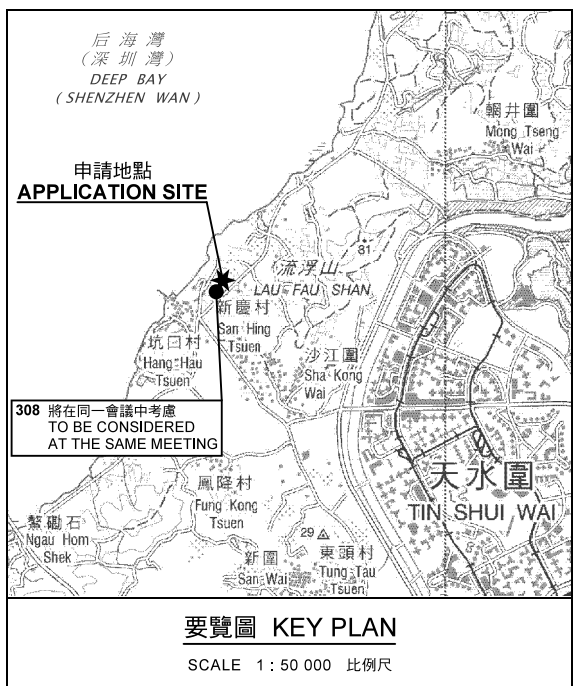 后海灣
(深圳灣)
DEEP BAY
(SHENZHEN WAN)
輞井圍
Mong Tseng
Wai
申請地點
APPLICATION SITE
81
流浮山
LAU FAU SHAN
新慶村
San Hing
Tsuen
坑口村
Hang Hau
Tsuen
沙江圍
Sha Kong
Wai
308 將在同一會議中考慮
TO BE CONSIDERED
AT THE SAME MEETING
天水圍
TIN SHUI WAI
鳳降村
Fung Kong
Tsuen
鰲磡石
Ngau Hom
Shek
29
新圍
San Wai
東頭村
Tung Tau
Tsuen
要覽圖 KEY PLAN
SCALE 1 : 50 000 比例尺